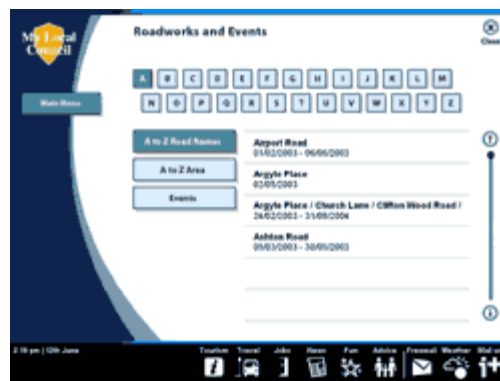 My Local
Council
Roadworks and Events
Close
A B C D E F G H I J K L M
N O P Q R S T U V W X Y Z
Main Menu
A to Z Road Names
A to Z Area
Events
Airport Road
01/02/2003 - 06/06/2003
Argyle Place
02/05/2003
Argyle Place / Church Lane / Clifton Wood Road /
26/02/2003 - 31/08/2004
Ashton Road
05/03/2003 - 30/05/2003
2 19 pm | 12th June
Tourism Travel Jobs News Fun Advice Personal Weather